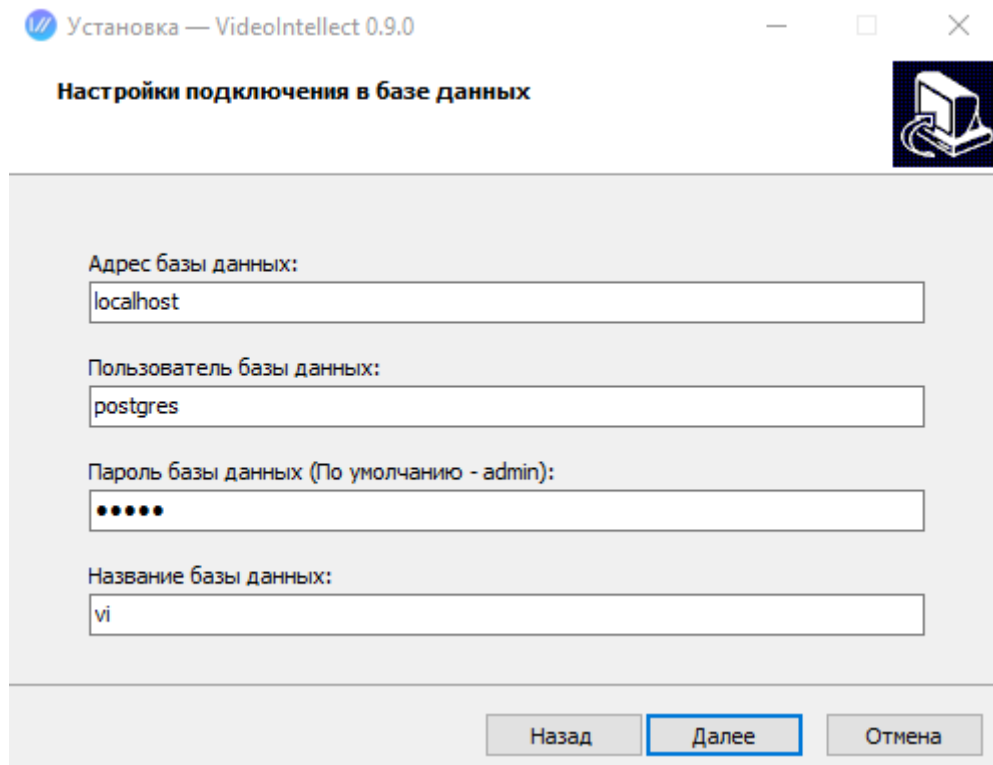 Установка — VideoIntellect 0.9.0
Настройки подключения в базе данных
Адрес базы данных:
localhost
Пользователь базы данных:
postgres
Пароль базы данных (По умолчанию - admin):
•••••
Название базы данных:
vi
Назад Далее Отмена